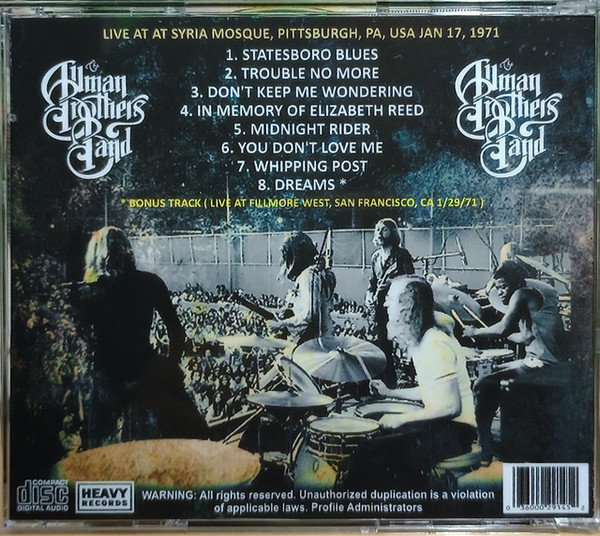 LIVE AT AT SYRIA MOSQUE, PITTSBURGH, PA, USA JAN 17, 1971
1. STATESBORO BLUES
2. TROUBLE NO MORE
3. DON'T KEEP ME WONDERING
4. IN MEMORY OF ELIZABETH REED
5. MIDNIGHT RIDER
6. YOU DON'T LOVE ME
7. WHIPPING POST
8. DREAMS *
* BONUS TRACK ( LIVE AT FILLMORE WEST, SAN FRANCISCO, CA 1/29/71 )
The
Allman
Brothers
Band
The
Allman
Brothers
Band
COMPACT
disc
DIGITAL AUDIO
HEAVY
RECORDS
WARNING: All rights reserved. Unauthorized duplication is a violation
of applicable laws. Profile Administrators
0 36000 29145 2